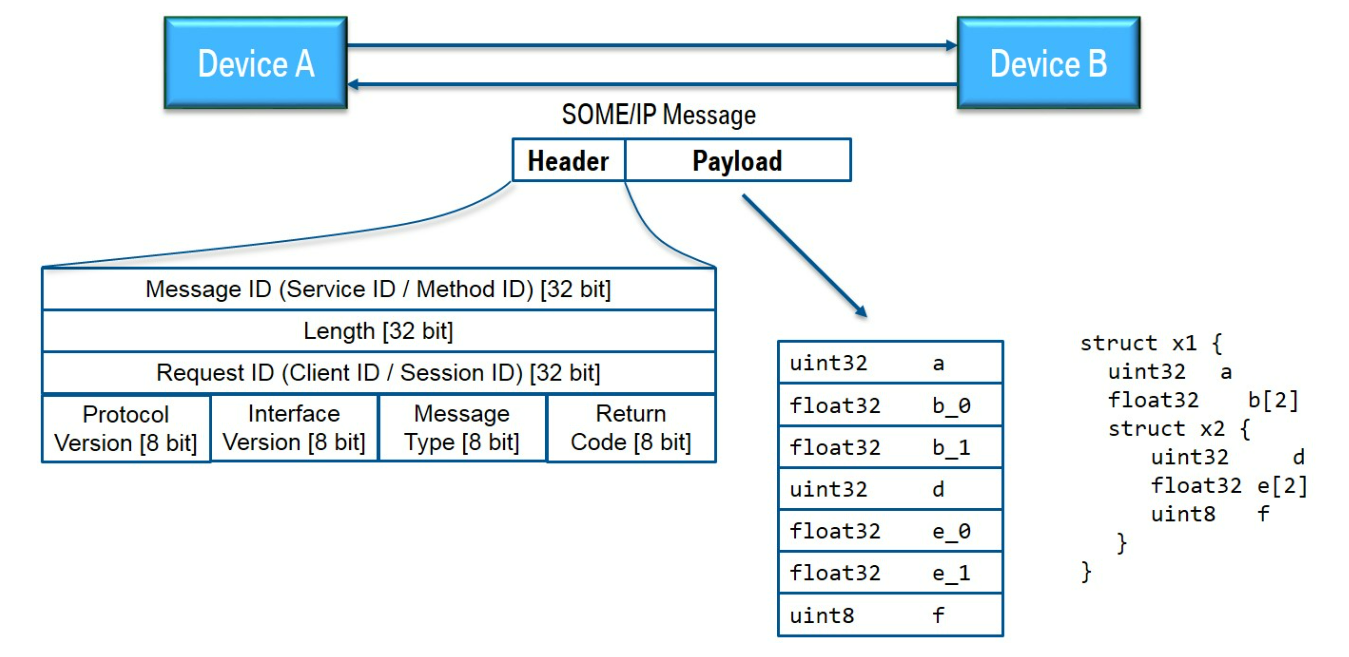 Device A
Device B
SOME/IP Message
Header
Payload
Message ID (Service ID / Method ID) [32 bit]
Length [32 bit]
Request ID (Client ID / Session ID) [32 bit]
Protocol
Version [8 bit]
Interface
Version [8 bit]
Message
Type [8 bit]
Return
Code [8 bit]
uint32 a
float32 b_0
float32 b_1
uint32 d
float32 e_0
float32 e_1
uint8 f
struct x1 {
uint32 a
float32 b[2]
struct x2 {
uint32 d
float32 e[2]
uint8 f
}
}